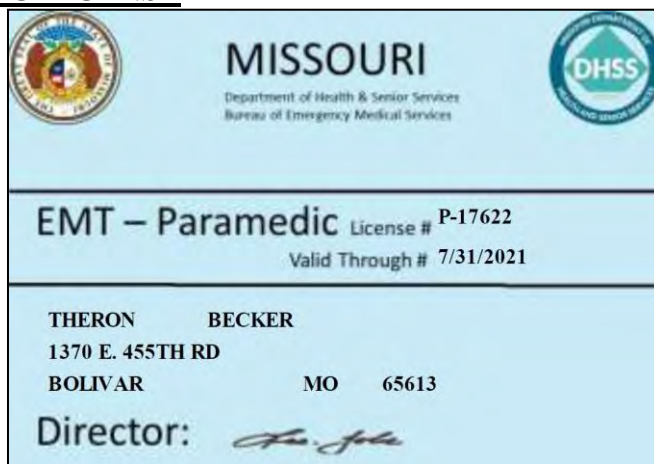 MISSOURI
Department of Health & Senior Services
Bureau of Emergency Medical Services
DHSS
EMT – Paramedic License # P-17622
Valid Through # 7/31/2021
THERON BECKER
1370 E. 455TH RD
BOLIVAR MO 65613
Director: